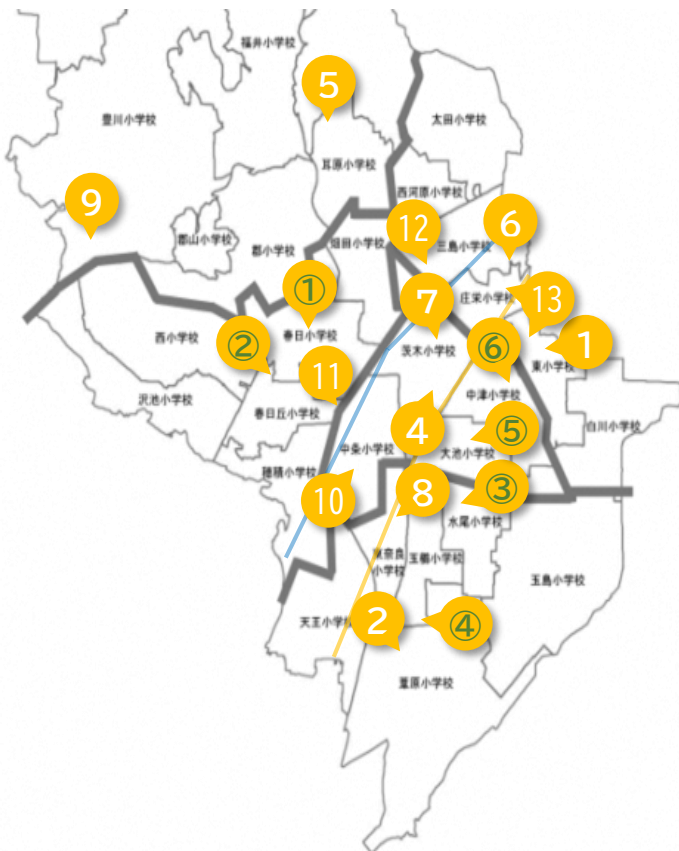 福井小学校
5
豊川小学校
太田小学校
耳原小学校
西河原小学校
9
12
6
郡山小学校
郡小学校
畑田小学校
三島小学校
①
7
庄栄小学校
13
西小学校
②
春日小学校
茨木小学校
⑥
1
東小学校
11
中津小学校
沢池小学校
春日丘小学校
白川小学校
4
⑤
中条小学校
大池小学校
穂積小学校
10
8
③
水尾小学校
東奈良
小学校
玉櫛小学校
玉島小学校
天王小学校
2
④
葦原小学校